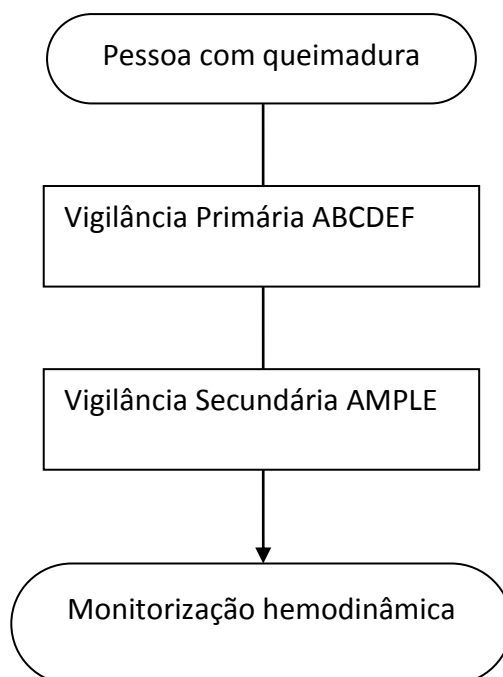 Pessoa com queimadura
Vigilância Primária ABCDEF
Vigilância Secundária AMPLE
Monitorização hemodinâmica